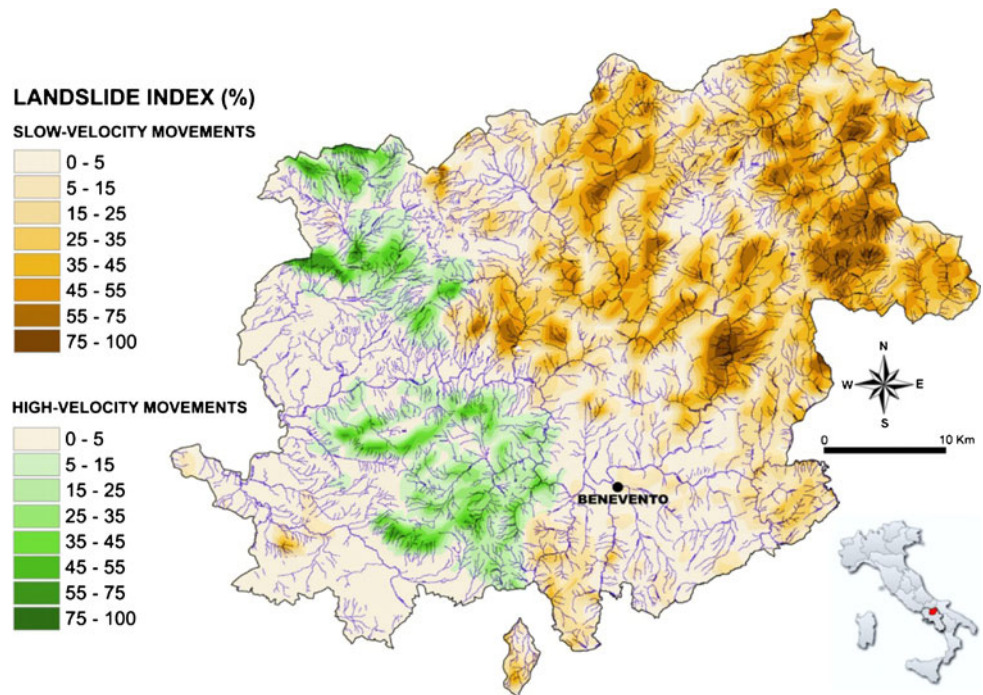 LANDSLIDE INDEX (%)
SLOW-VELOCITY MOVEMENTS
0 - 5
5 - 15
15 - 25
25 - 35
35 - 45
45 - 55
55 - 75
75 - 100
HIGH-VELOCITY MOVEMENTS
0 - 5
5 - 15
15 - 25
25 - 35
35 - 45
45 - 55
55 - 75
75 - 100
BENEVENTO
N
W E
S
0 10 Km